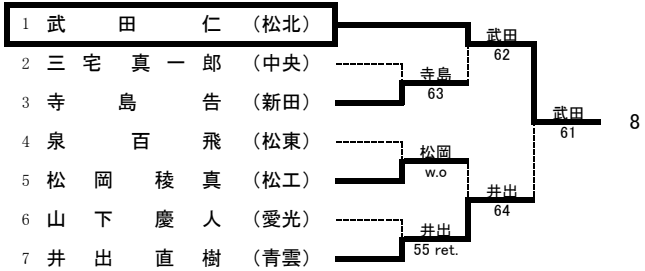 1 武田仁 (松北)
武田
62
2 三宅真一郎 (中央)
寺島
63
3 寺島告 (新田)
武田
61
8
4 泉百飛 (松東)
松岡
w.o
5 松岡稜真 (松工)
井出
64
6 山下慶人 (愛光)
井出
55 ret.
7 井出直樹 (青雲)